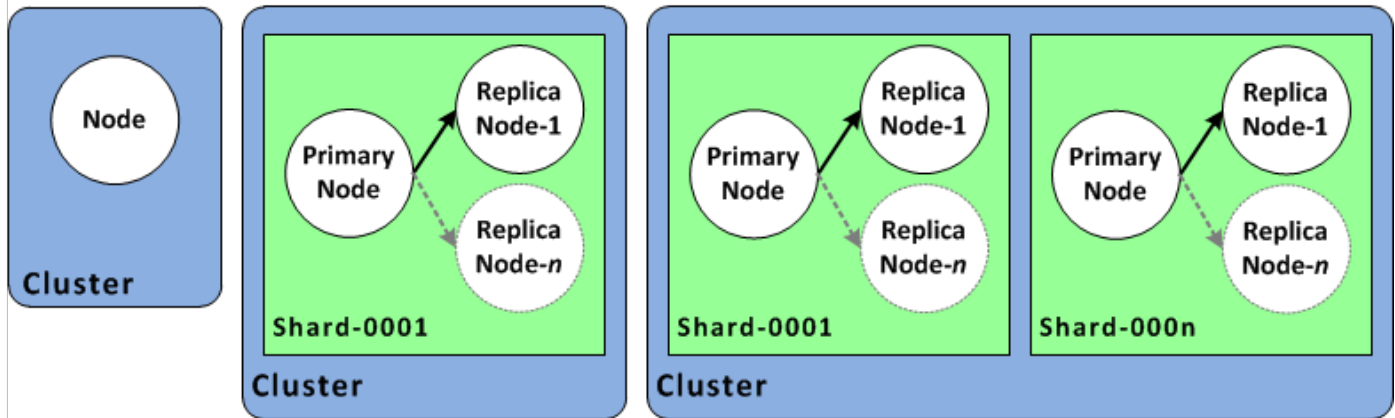 Node
Cluster
Primary
Node
Replica
Node-1
Replica
Node-n
Shard-0001
Cluster
Primary
Node
Replica
Node-1
Replica
Node-n
Shard-0001
Primary
Node
Replica
Node-1
Replica
Node-n
Shard-000n
Cluster